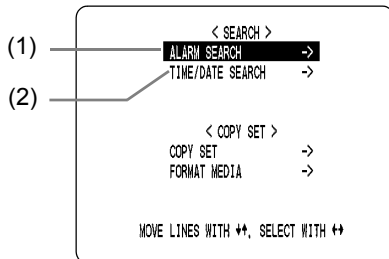 (1)
(2)
< SEARCH >
ALARM SEARCH ->
TIME/DATE SEARCH ->
< COPY SET >
COPY SET ->
FORMAT MEDIA ->
MOVE LINES WITH ↓↑, SELECT WITH ←→